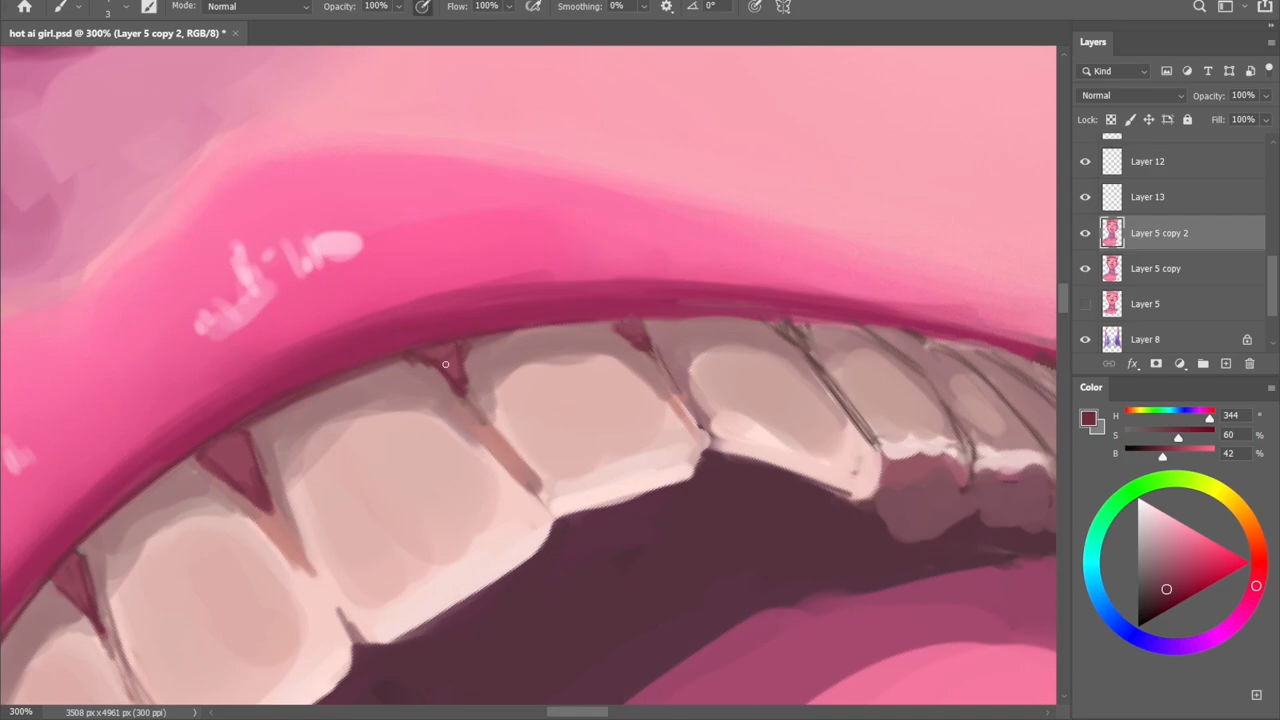 3 Mode: Normal Opacity: 100% Flow: 100% Smoothing: 0% 0°
hot ai girl.psd @ 300% (Layer 5 copy 2, RGB/8) * ×
Layers
Kind
Normal Opacity: 100%
Lock: Fill: 100%
Layer 12
Layer 13
Layer 5 copy 2
Layer 5 copy
Layer 5
Layer 8
fx
Color
H 344 °
S 60 %
B 42 %
300% 3508 px x 4961 px (300 ppi)